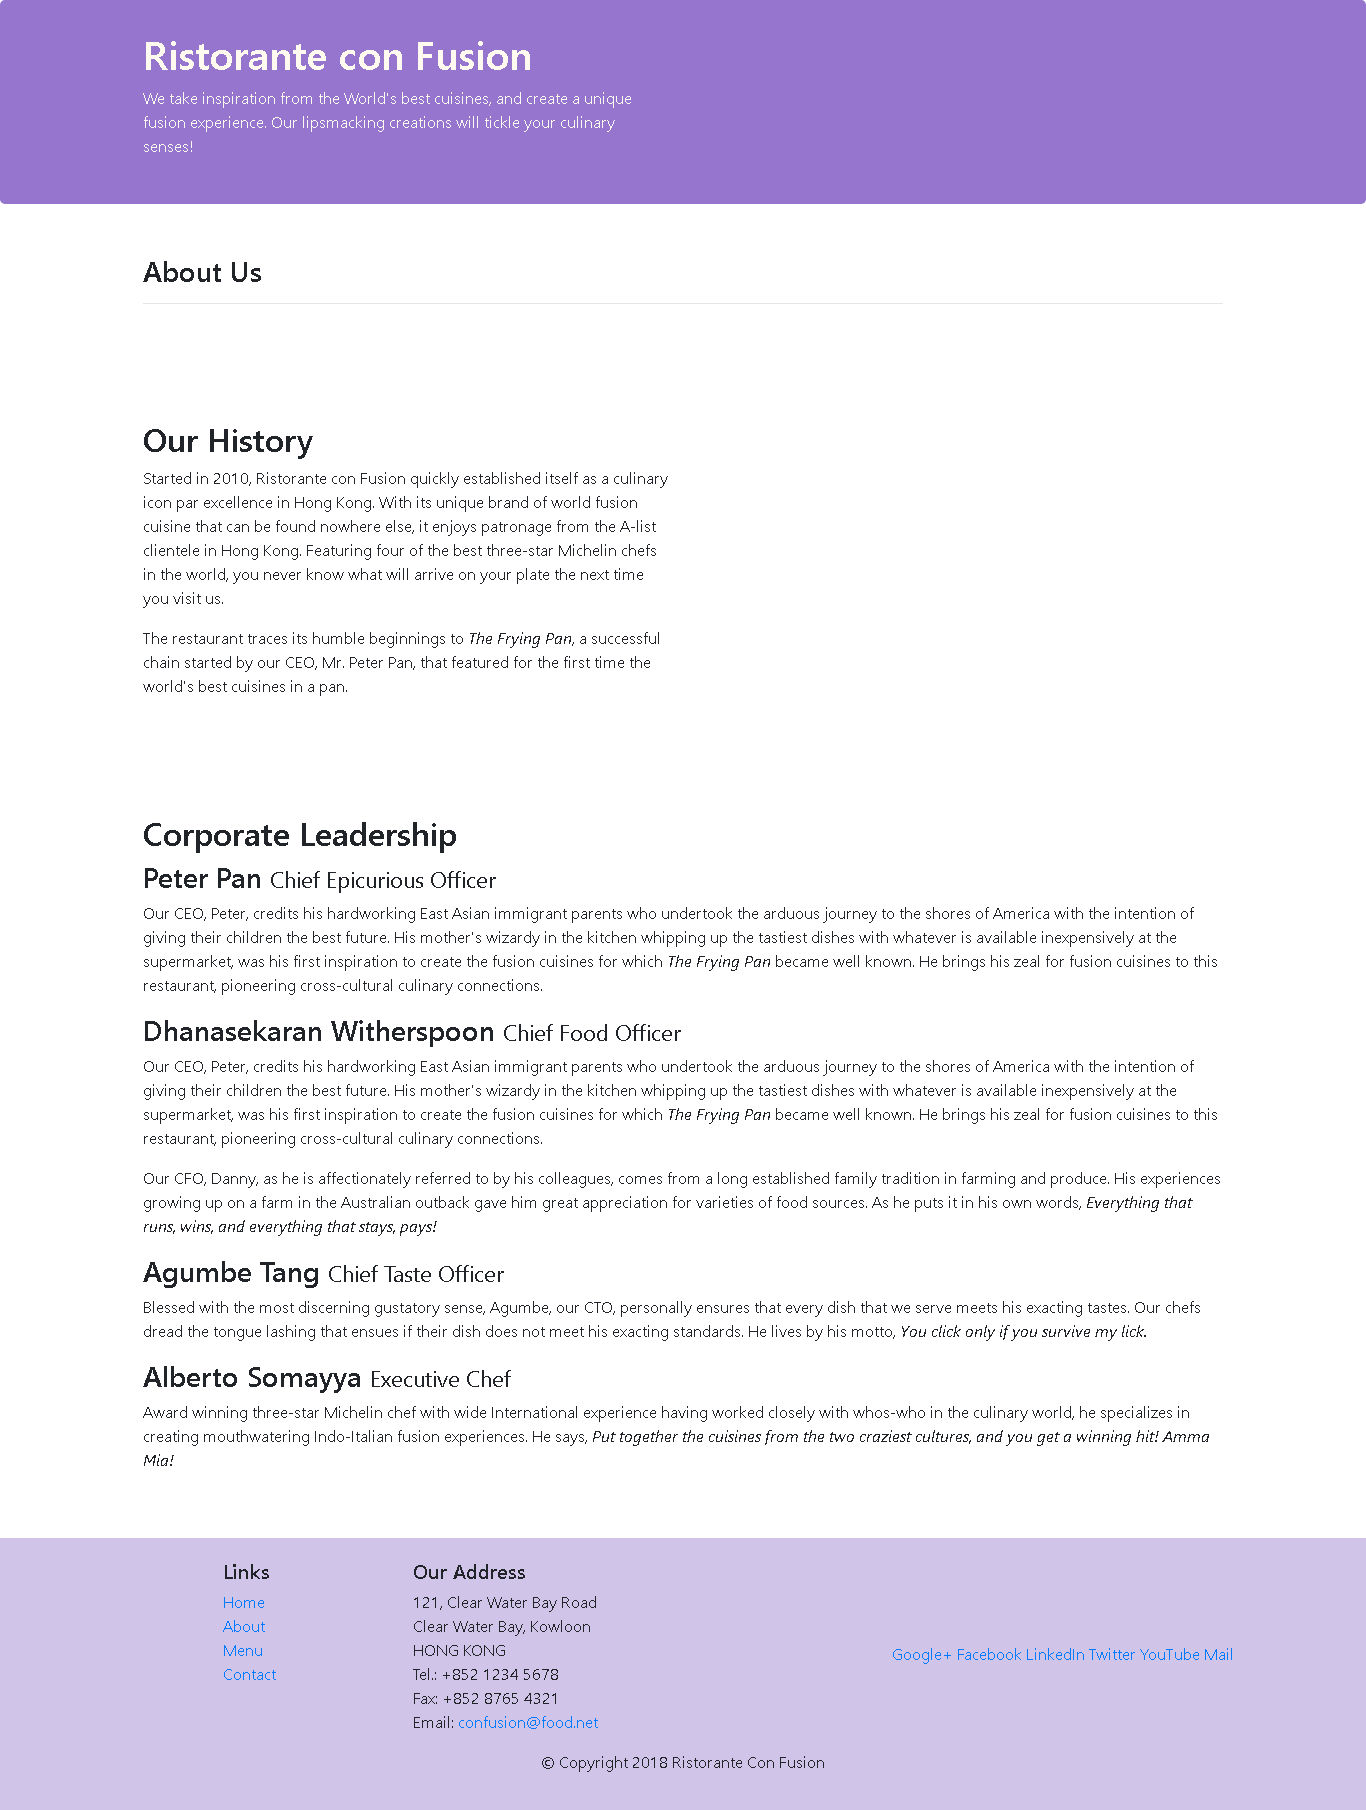 Ristorante con Fusion
We take inspiration from the World's best cuisines, and create a unique
fusion experience. Our lipsmacking creations will tickle your culinary
senses!
About Us
Our History
Started in 2010, Ristorante con Fusion quickly established itself as a culinary
icon par excellence in Hong Kong. With its unique brand of world fusion
cuisine that can be found nowhere else, it enjoys patronage from the A-list
clientele in Hong Kong. Featuring four of the best three-star Michelin chefs
in the world, you never know what will arrive on your plate the next time
you visit us.
The restaurant traces its humble beginnings to The Frying Pan, a successful
chain started by our CEO, Mr. Peter Pan, that featured for the first time the
world's best cuisines in a pan.
Corporate Leadership
Peter Pan Chief Epicurious Officer
Our CEO, Peter, credits his hardworking East Asian immigrant parents who undertook the arduous journey to the shores of America with the intention of
giving their children the best future. His mother's wizardy in the kitchen whipping up the tastiest dishes with whatever is available inexpensively at the
supermarket, was his first inspiration to create the fusion cuisines for which The Frying Pan became well known. He brings his zeal for fusion cuisines to this
restaurant, pioneering cross-cultural culinary connections.
Dhanasekaran Witherspoon Chief Food Officer
Our CEO, Peter, credits his hardworking East Asian immigrant parents who undertook the arduous journey to the shores of America with the intention of
giving their children the best future. His mother's wizardy in the kitchen whipping up the tastiest dishes with whatever is available inexpensively at the
supermarket, was his first inspiration to create the fusion cuisines for which The Frying Pan became well known. He brings his zeal for fusion cuisines to this
restaurant, pioneering cross-cultural culinary connections.
Our CFO, Danny, as he is affectionately referred to by his colleagues, comes from a long established family tradition in farming and produce. His experiences
growing up on a farm in the Australian outback gave him great appreciation for varieties of food sources. As he puts it in his own words, Everything that
runs, wins, and everything that stays, pays!
Agumbe Tang Chief Taste Officer
Blessed with the most discerning gustatory sense, Agumbe, our CTO, personally ensures that every dish that we serve meets his exacting tastes. Our chefs
dread the tongue lashing that ensues if their dish does not meet his exacting standards. He lives by his motto, You click only if you survive my lick.
Alberto Somayya Executive Chef
Award winning three-star Michelin chef with wide International experience having worked closely with whos-who in the culinary world, he specializes in
creating mouthwatering Indo-Italian fusion experiences. He says, Put together the cuisines from the two craziest cultures, and you get a winning hit! Amma
Mia!
Links
Home
About
Menu
Contact
Our Address
121, Clear Water Bay Road
Clear Water Bay, Kowloon
HONG KONG
Tel.: +852 1234 5678
Fax: +852 8765 4321
Email: confusion@food.net
Google+ Facebook LinkedIn Twitter YouTube Mail
© Copyright 2018 Ristorante Con Fusion